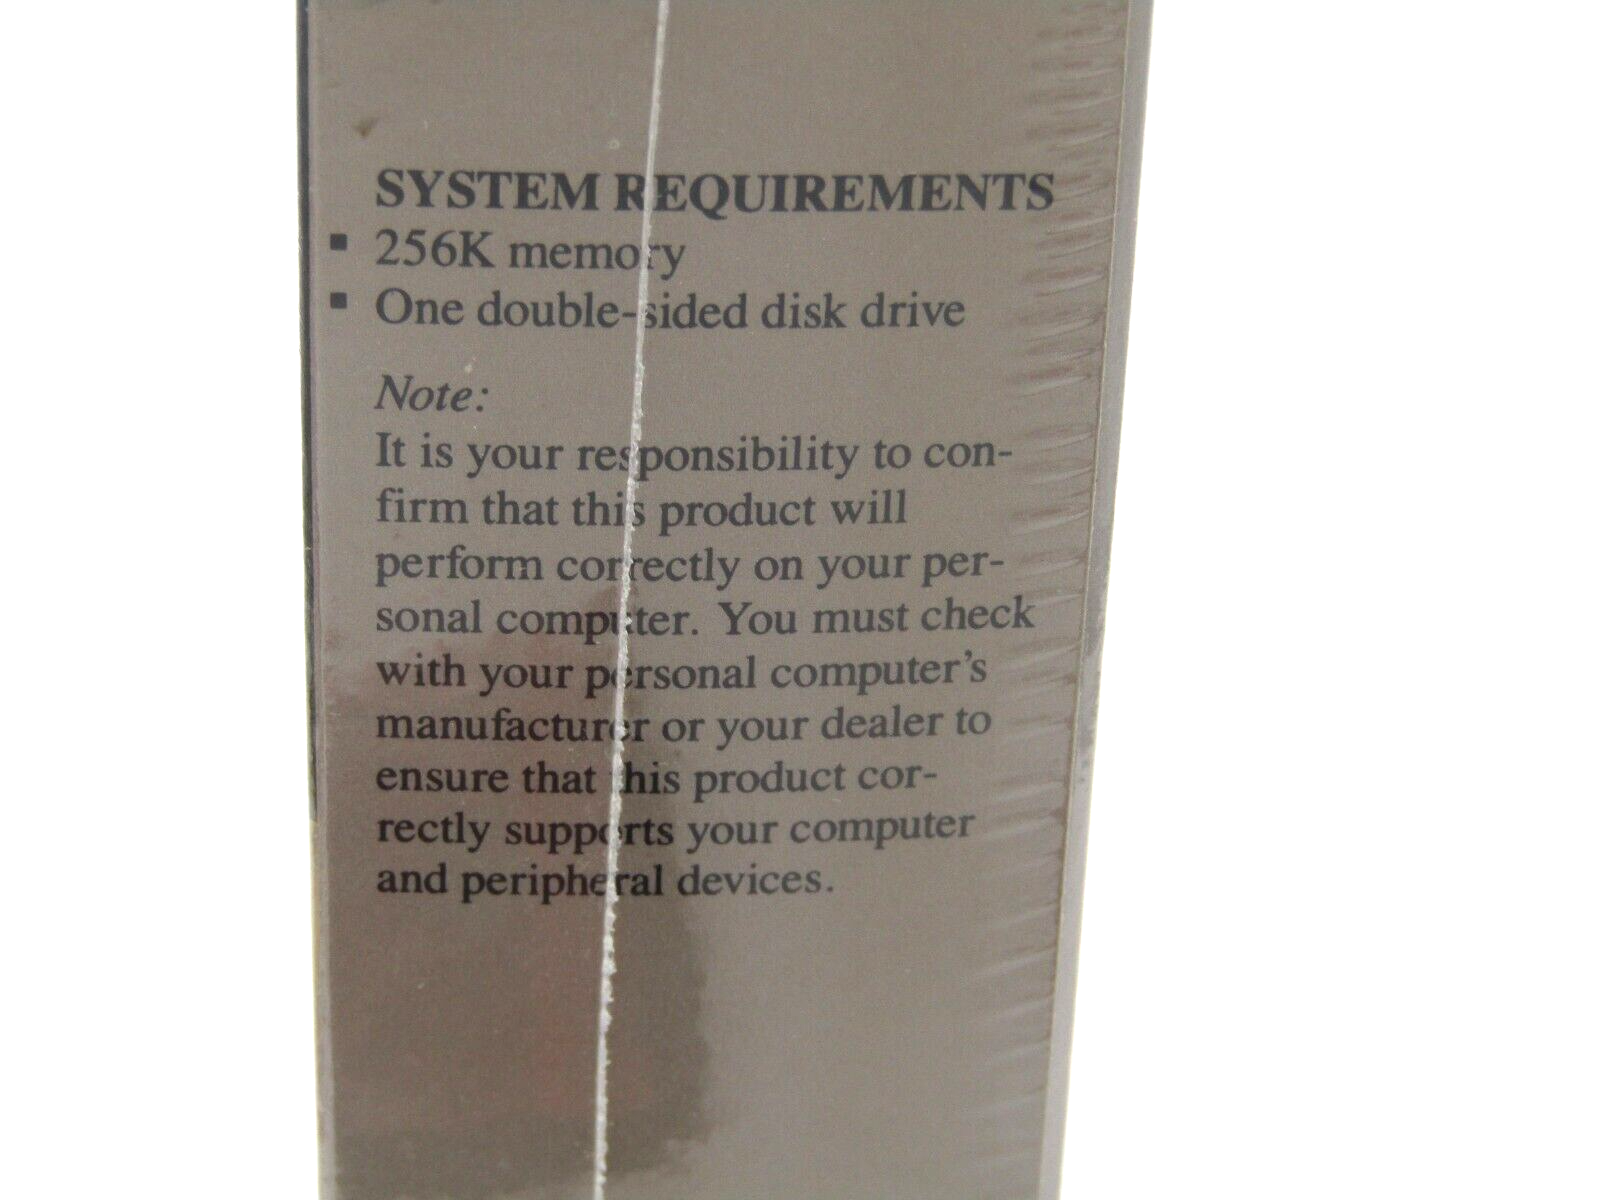 SYSTEM REQUIREMENTS
▪ 256K memory
▪ One double-sided disk drive
Note:
It is your responsibility to con-
firm that this product will
perform correctly on your per-
sonal computer. You must check
with your personal computer's
manufacturer or your dealer to
ensure that this product cor-
rectly supports your computer
and peripheral devices.